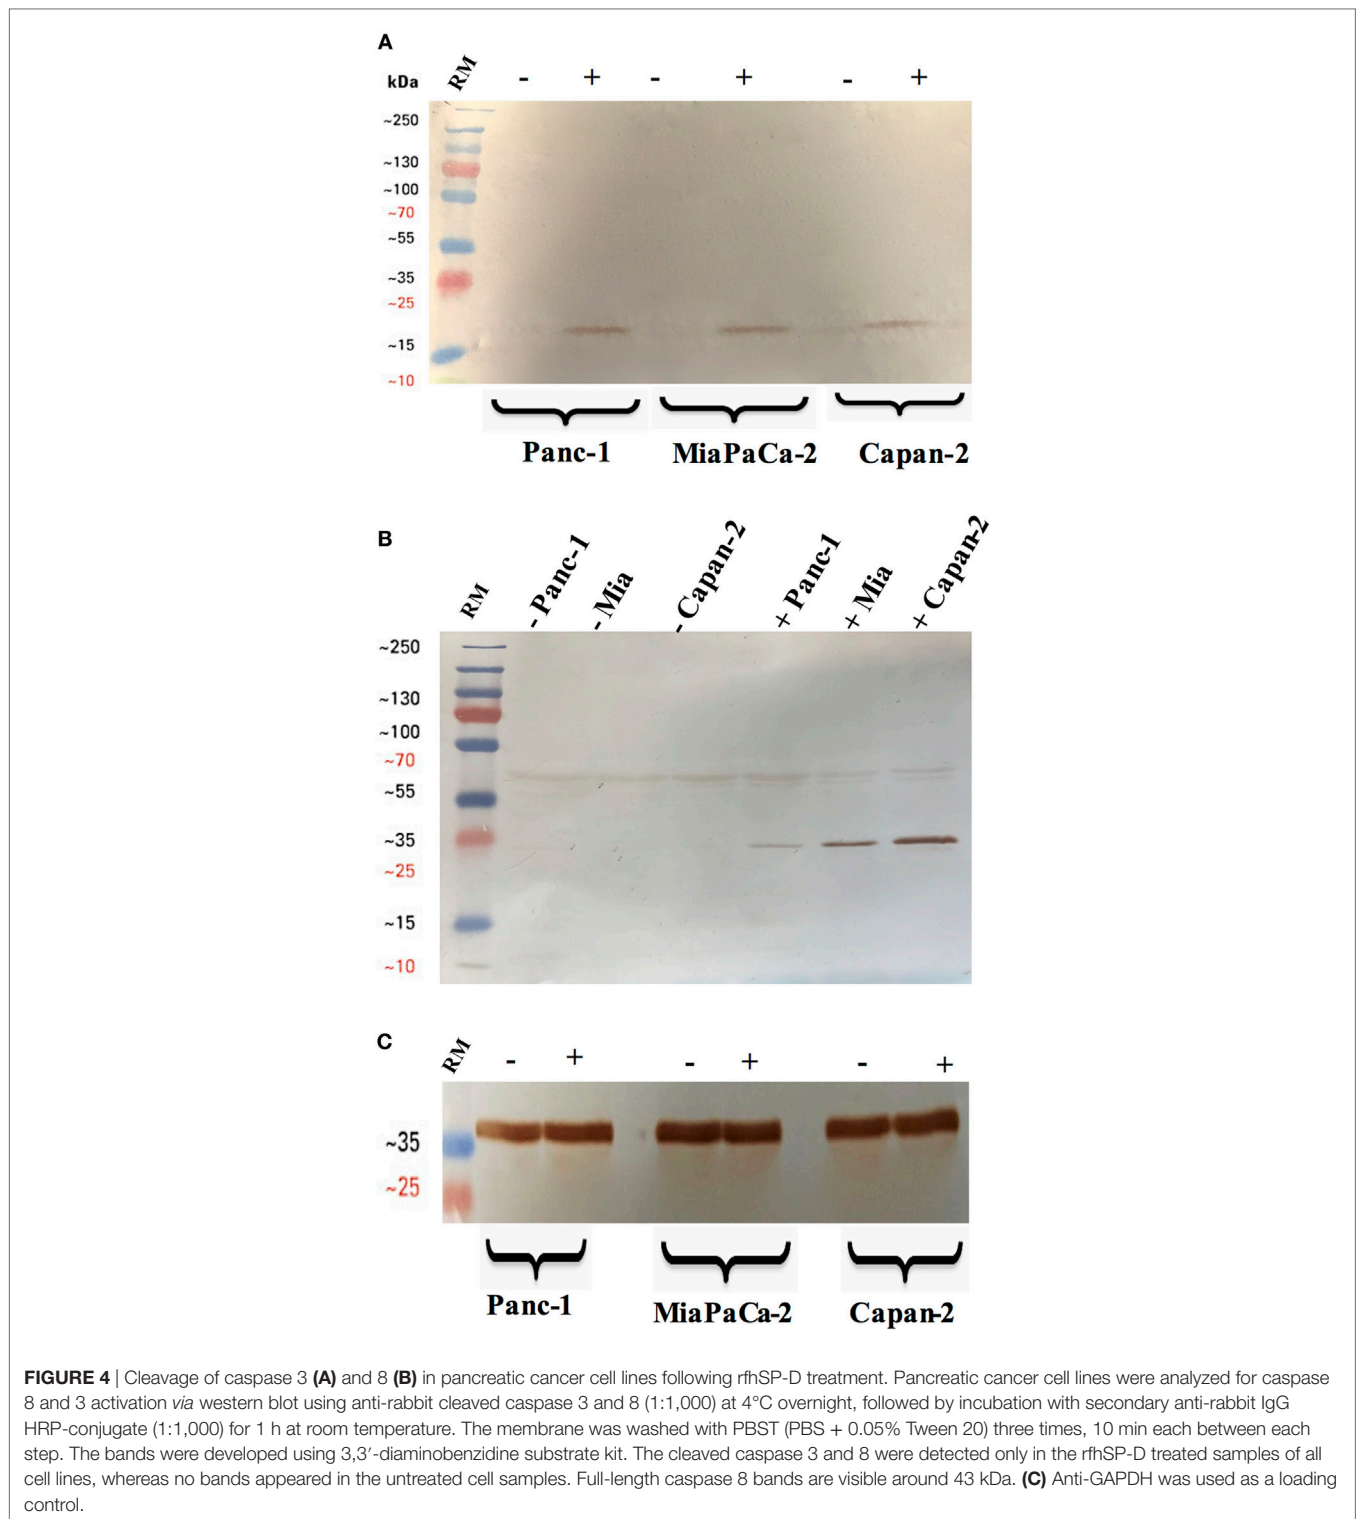 A
kDa RM - + - + - +
~250
~130
~100
~70
~55
~35
~25
~15
~10
Panc-1 MiaPaCa-2 Capan-2
B
RM - Panc-1 - Mia - Capan-2 + Panc-1 + Mia + Capan-2
~250
~130
~100
~70
~55
~35
~25
~15
~10
C
RM - + - + - +
~35
~25
Panc-1 MiaPaCa-2 Capan-2
FIGURE 4 | Cleavage of caspase 3 (A) and 8 (B) in pancreatic cancer cell lines following rfhSP-D treatment. Pancreatic cancer cell lines were analyzed for caspase
8 and 3 activation via western blot using anti-rabbit cleaved caspase 3 and 8 (1:1,000) at 4°C overnight, followed by incubation with secondary anti-rabbit IgG
HRP-conjugate (1:1,000) for 1 h at room temperature. The membrane was washed with PBST (PBS + 0.05% Tween 20) three times, 10 min each between each
step. The bands were developed using 3,3′-diaminobenzidine substrate kit. The cleaved caspase 3 and 8 were detected only in the rfhSP-D treated samples of all
cell lines, whereas no bands appeared in the untreated cell samples. Full-length caspase 8 bands are visible around 43 kDa. (C) Anti-GAPDH was used as a loading
control.